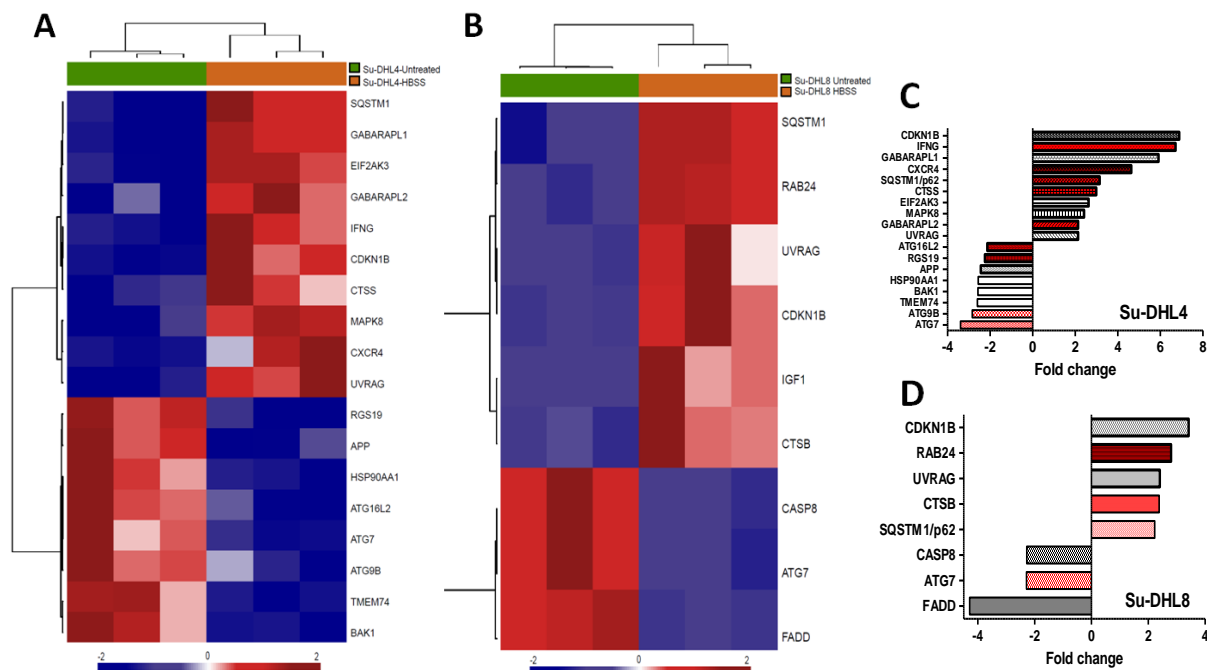 A
Su-DHL4-Untreated
Su-DHL4-HBSS
SQSTM1
GABARAPL1
EIF2AK3
GABARAPL2
IFNG
CDKN1B
CTSS
MAPK8
CXCR4
UVRAG
RGS19
APP
HSP90AA1
ATG16L2
ATG7
ATG9B
TMEM74
BAK1
-2 0 2
B
Su-DHL8 Untreated
Su-DHL8 HBSS
SQSTM1
RAB24
UVRAG
CDKN1B
IGF1
CTSB
CASP8
ATG7
FADD
-2 0 2
C
CDKN1B
IFNG
GABARAPL1
CXCR4
SQSTM1/p62
CTSS
EIF2AK3
MAPK8
GABARAPL2
UVRAG
ATG16L2
RGS19
APP
HSP90AA1
BAK1
TMEM74
ATG9B
ATG7
Su-DHL4
-4 -2 0 2 4 6 8
Fold change
D
CDKN1B
RAB24
UVRAG
CTSB
SQSTM1/p62
CASP8
ATG7
FADD
Su-DHL8
-4 -2 0 2 4
Fold change